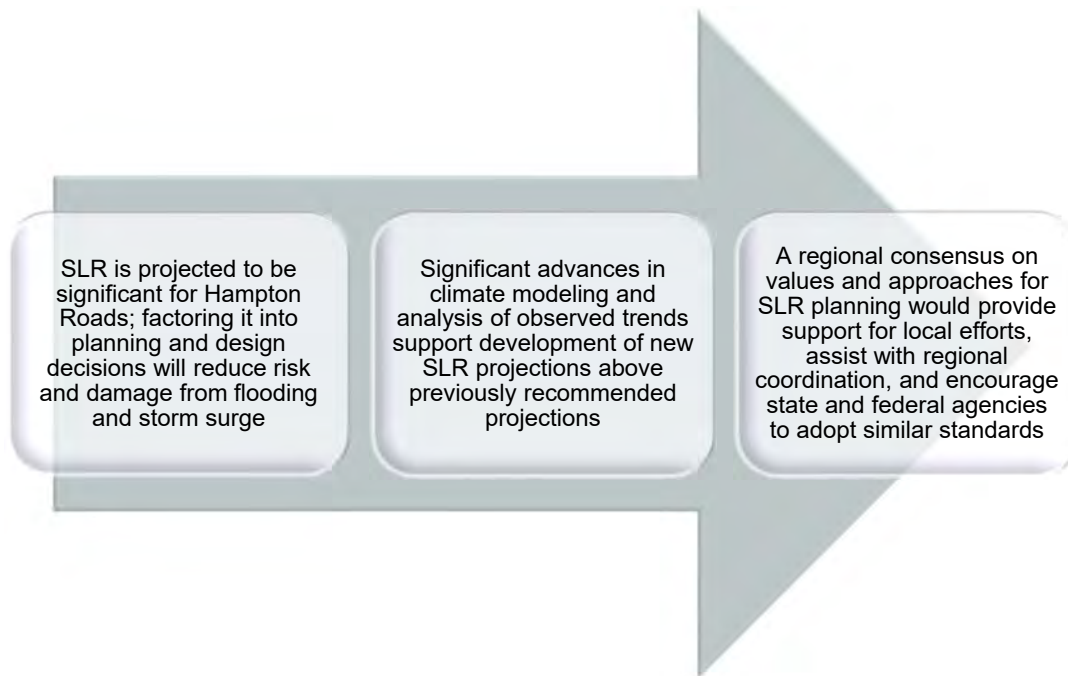 SLR is projected to be
significant for Hampton
Roads; factoring it into
planning and design
decisions will reduce risk
and damage from flooding
and storm surge
Significant advances in
climate modeling and
analysis of observed trends
support development of new
SLR projections above
previously recommended
projections
A regional consensus on
values and approaches for
SLR planning would provide
support for local efforts,
assist with regional
coordination, and encourage
state and federal agencies
to adopt similar standards